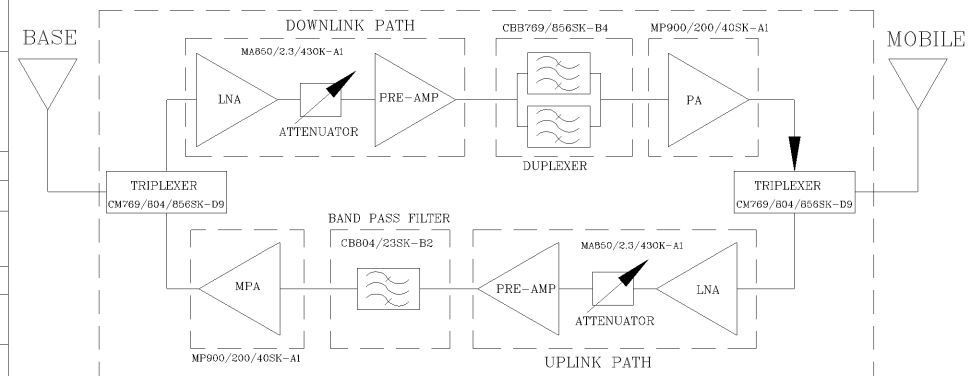 DOWNLINK PATH
BASE
MA850/2.3/430K-A1
CBB769/856SK-B4
MP900/200/40SK-A1
MOBILE
LNA
PRE-AMP
PA
ATTENUATOR
DUPLEXER
TRIPLEXER
CM769/804/856SK-D9
TRIPLEXER
CM769/804/856SK-D9
BAND PASS FILTER
CB804/23SK-B2
MA850/2.3/430K-A1
MPA
PRE-AMP
LNA
ATTENUATOR
MP900/200/40SK-A1
UPLINK PATH